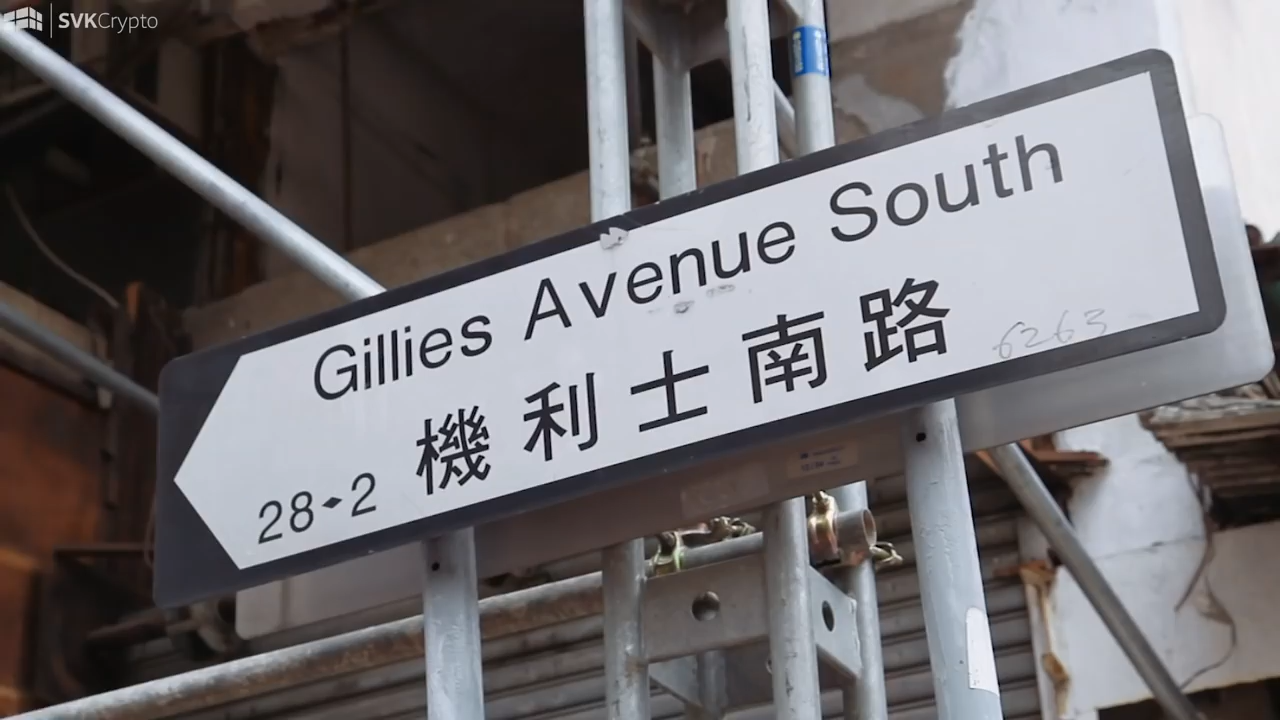 SVKCrypto
Gillies Avenue South
機利士南路
28◆2
6263